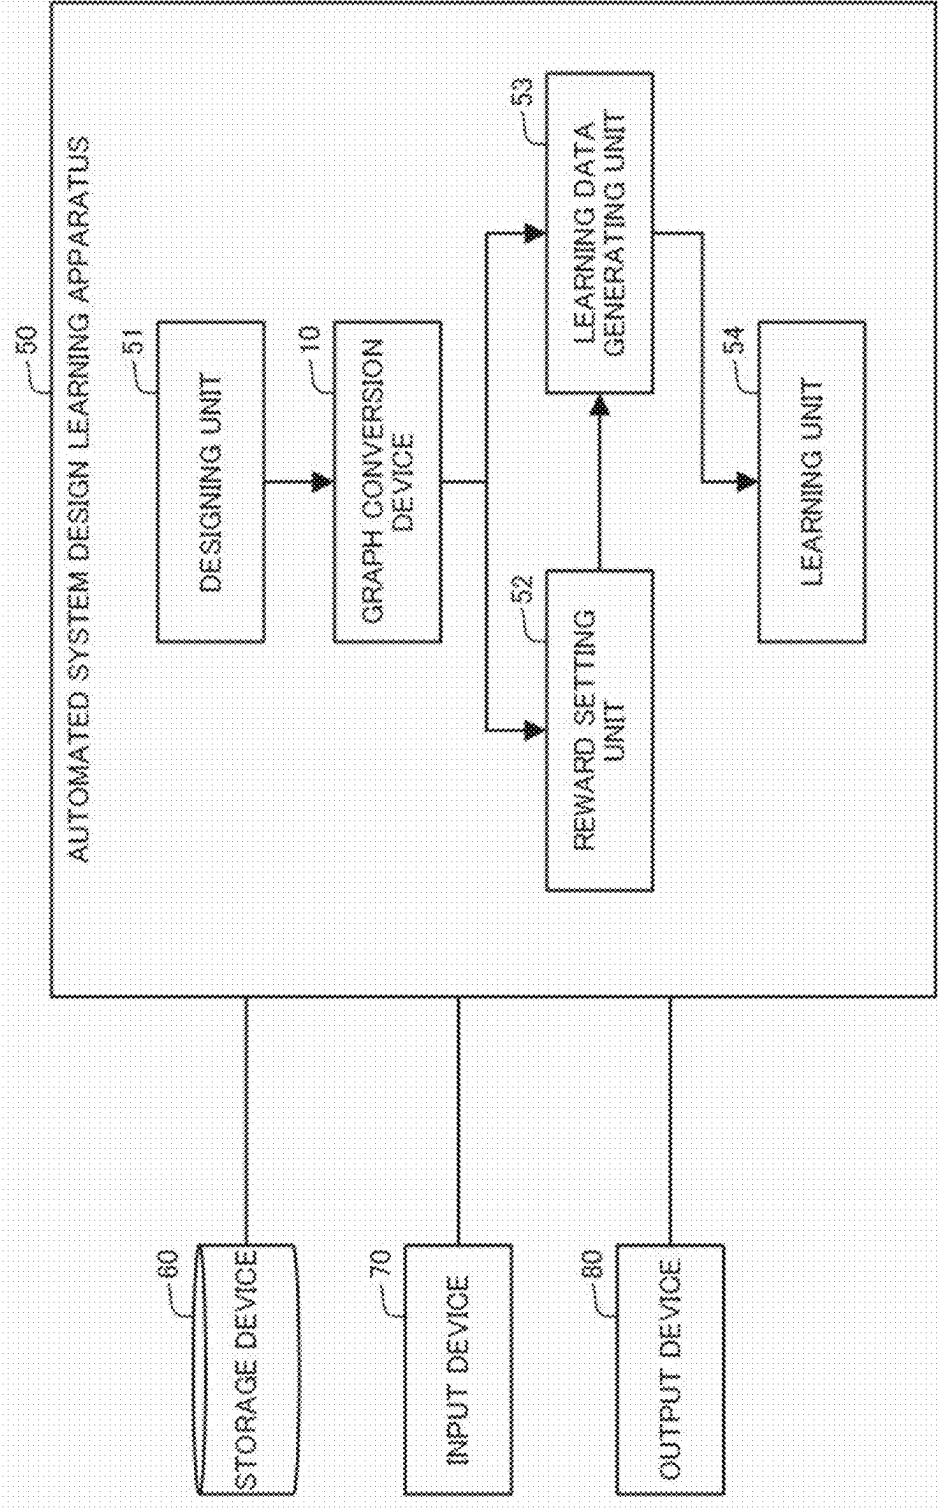 50
AUTOMATED SYSTEM DESIGN LEARNING APPARATUS
60
STORAGE DEVICE
51
DESIGNING UNIT
10
GRAPH CONVERSION
DEVICE
70
INPUT DEVICE
52
REWARD SETTING
UNIT
53
LEARNING DATA
GENERATING UNIT
80
OUTPUT DEVICE
54
LEARNING UNIT